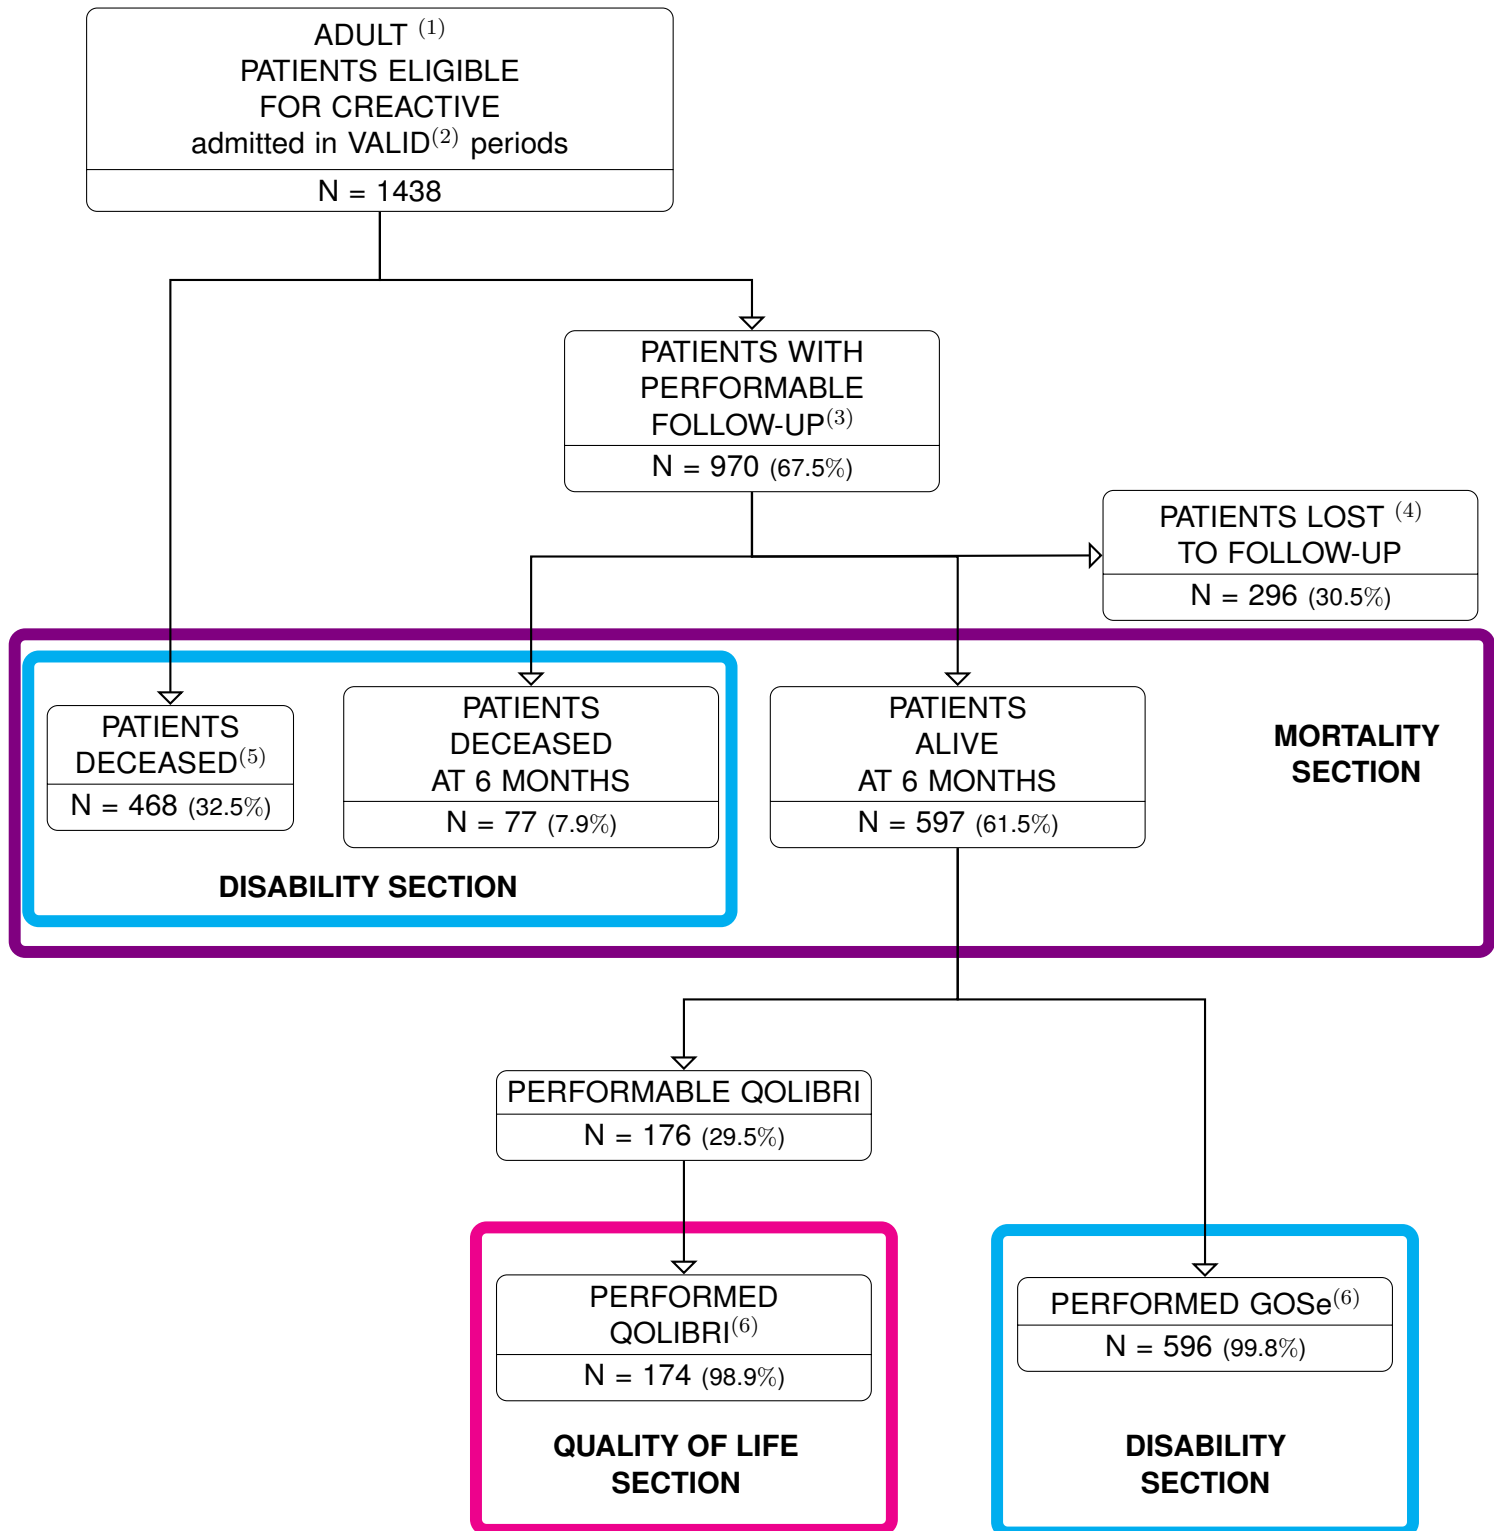 ADULT (1)
PATIENTS ELIGIBLE
FOR CREACTIVE
admitted in VALID(2) periods
N = 1438
PATIENTS WITH
PERFORMABLE
FOLLOW-UP(3)
N = 970 (67.5%)
PATIENTS LOST (4)
TO FOLLOW-UP
N = 296 (30.5%)
PATIENTS
DECEASED(5)
N = 468 (32.5%)
PATIENTS
DECEASED
AT 6 MONTHS
N = 77 (7.9%)
DISABILITY SECTION
PATIENTS
ALIVE
AT 6 MONTHS
N = 597 (61.5%)
MORTALITY
SECTION
PERFORMABLE QOLIBRI
N = 176 (29.5%)
PERFORMED
QOLIBRI(6)
N = 174 (98.9%)
QUALITY OF LIFE
SECTION
PERFORMED GOSe(6)
N = 596 (99.8%)
DISABILITY
SECTION